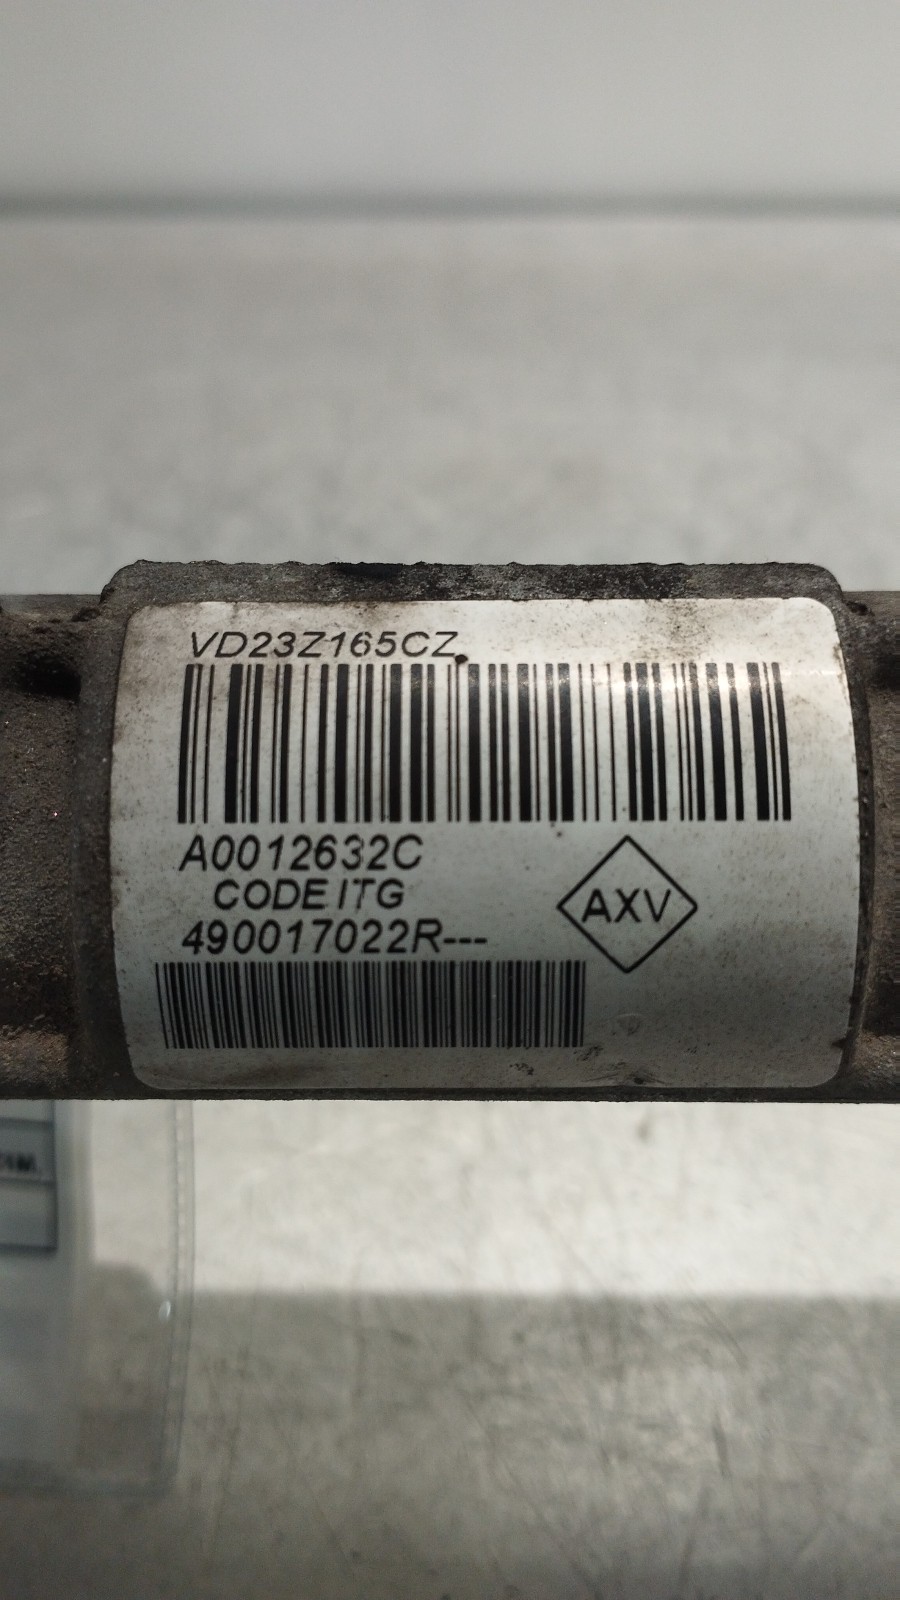 VD23Z165CZ
A0012632C
CODE ITG
AXV
490017022R---